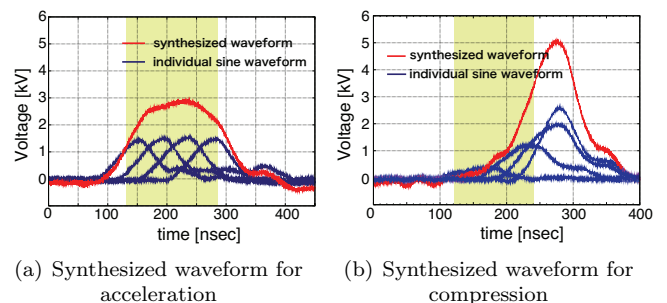 6
5
4
3
2
1
0
Voltage [kV]
synthesized waveform
individual sine waveform
0 100 200 300 400
time [nsec]
(a) Synthesized waveform for
acceleration
6
5
4
3
2
1
0
Voltage [kV]
synthesized waveform
individual sine waveform
0 100 200 300 400
time [nsec]
(b) Synthesized waveform for
compression